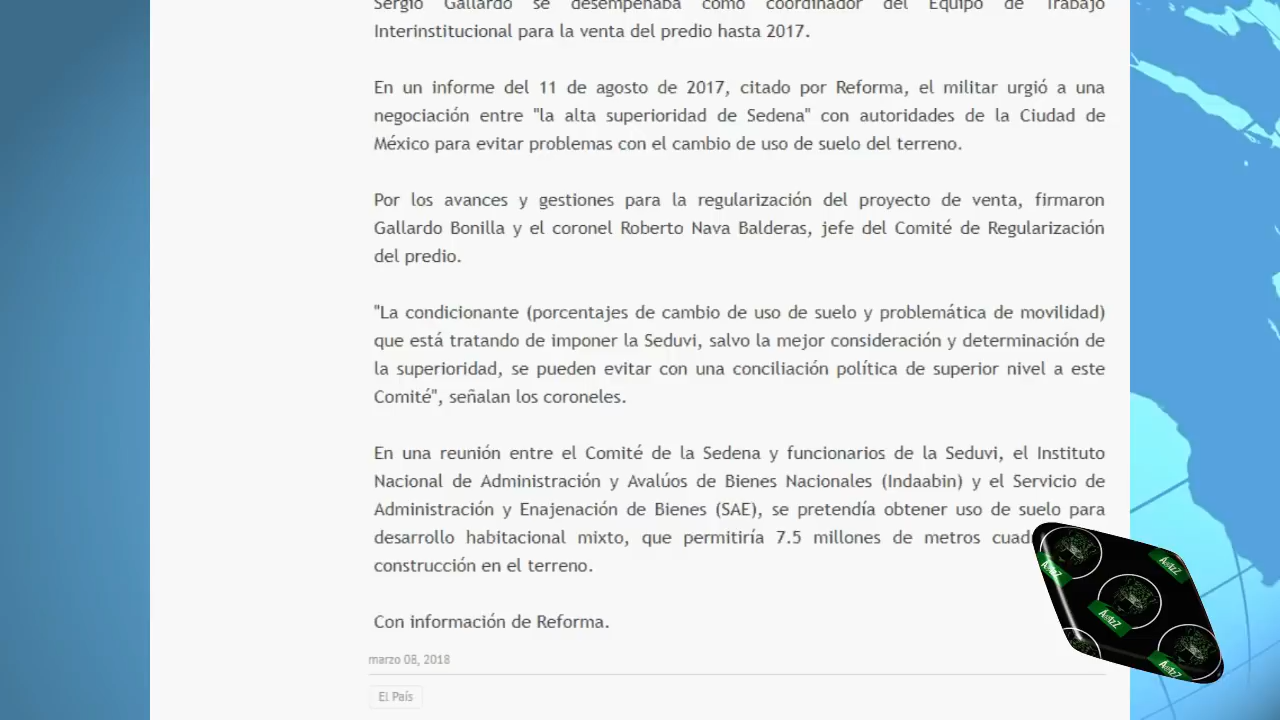 Sergio Gallardo se desempeñaba como coordinador del Equipo de Trabajo
Interinstitucional para la venta del predio hasta 2017.
En un informe del 11 de agosto de 2017, citado por Reforma, el militar urgió a una
negociación entre "la alta superioridad de Sedena" con autoridades de la Ciudad de
México para evitar problemas con el cambio de uso de suelo del terreno.
Por los avances y gestiones para la regularización del proyecto de venta, firmaron
Gallardo Bonilla y el coronel Roberto Nava Balderas, jefe del Comité de Regularización
del predio.
"La condicionante (porcentajes de cambio de uso de suelo y problemática de movilidad)
que está tratando de imponer la Seduvi, salvo la mejor consideración y determinación de
la superioridad, se pueden evitar con una conciliación política de superior nivel a este
Comité", señalan los coroneles.
En una reunión entre el Comité de la Sedena y funcionarios de la Seduvi, el Instituto
Nacional de Administración y Avalúos de Bienes Nacionales (Indaabin) y el Servicio de
Administración y Enajenación de Bienes (SAE), se pretendía obtener uso de suelo para
desarrollo habitacional mixto, que permitiría 7.5 millones de metros
construcción en el terreno.
Con información de Reforma.
marzo 08, 2018
El País